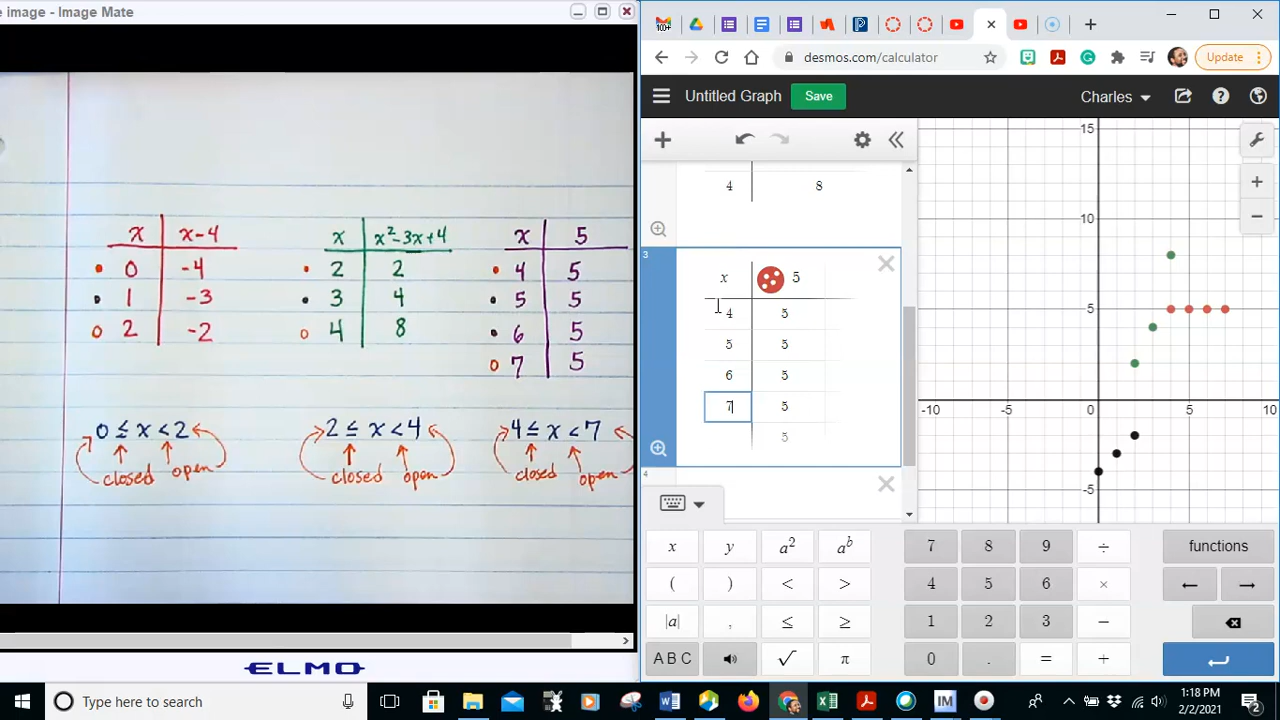 e image - Image Mate
x x-4
0 -4
1 -3
2 -2
0 ≤ x < 2
closed open
x x²-3x+4
2 2
3 4
4 8
2 ≤ x < 4
closed open
x 5
4 5
5 5
6 5
7 5
4 ≤ x < 7
closed open
ELMO
100+
desmos.com/calculator
Update
Untitled Graph
Save
Charles
4 8
3
x 5
4 5
5 5
6 5
7 5
5
4
15
10
5
-10 -5 0 5 10
-5
x y a² aᵇ 7 8 9 ÷ functions
( ) < > 4 5 6 × ← →
|a| , ≤ ≥ 1 2 3 −
A B C √ π 0 . = +
Type here to search
1:18 PM
2/2/2021
2